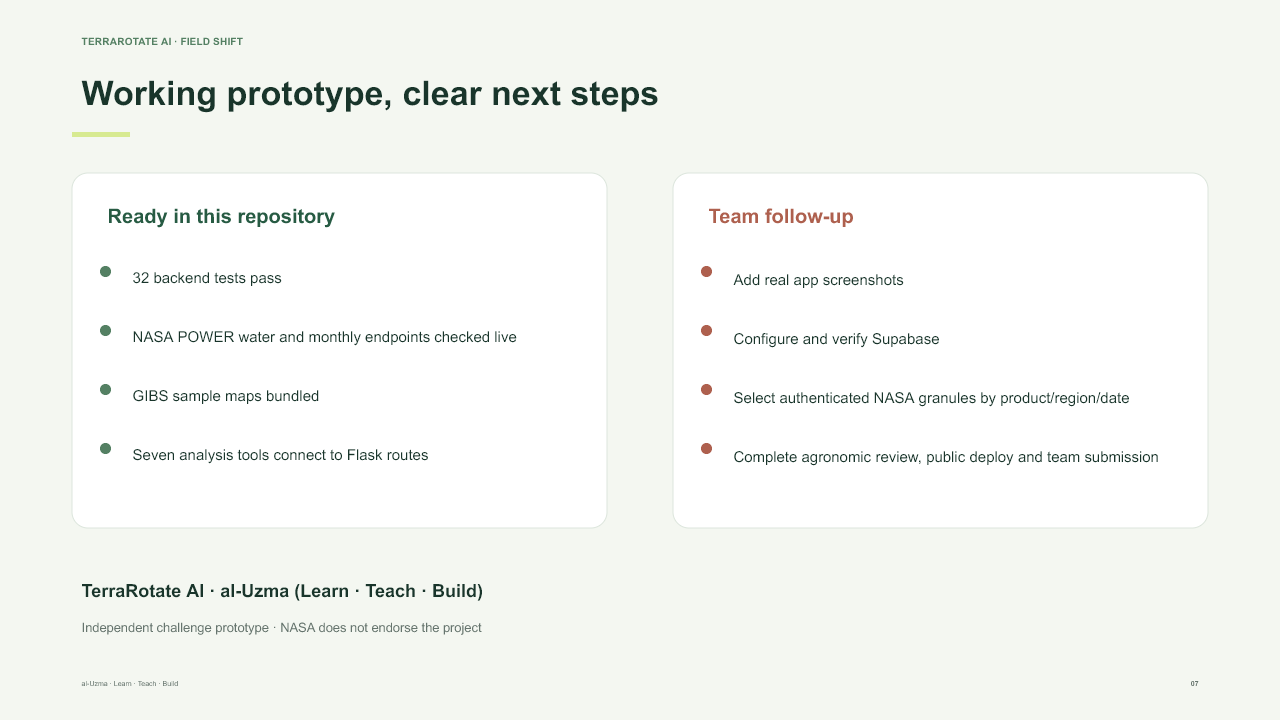 TERRAROTATE AI · FIELD SHIFT
Working prototype, clear next steps
Ready in this repository
32 backend tests pass
NASA POWER water and monthly endpoints checked live
GIBS sample maps bundled
Seven analysis tools connect to Flask routes
Team follow-up
Add real app screenshots
Configure and verify Supabase
Select authenticated NASA granules by product/region/date
Complete agronomic review, public deploy and team submission
TerraRotate AI · al-Uzma (Learn · Teach · Build)
Independent challenge prototype · NASA does not endorse the project
al-Uzma · Learn · Teach · Build
07